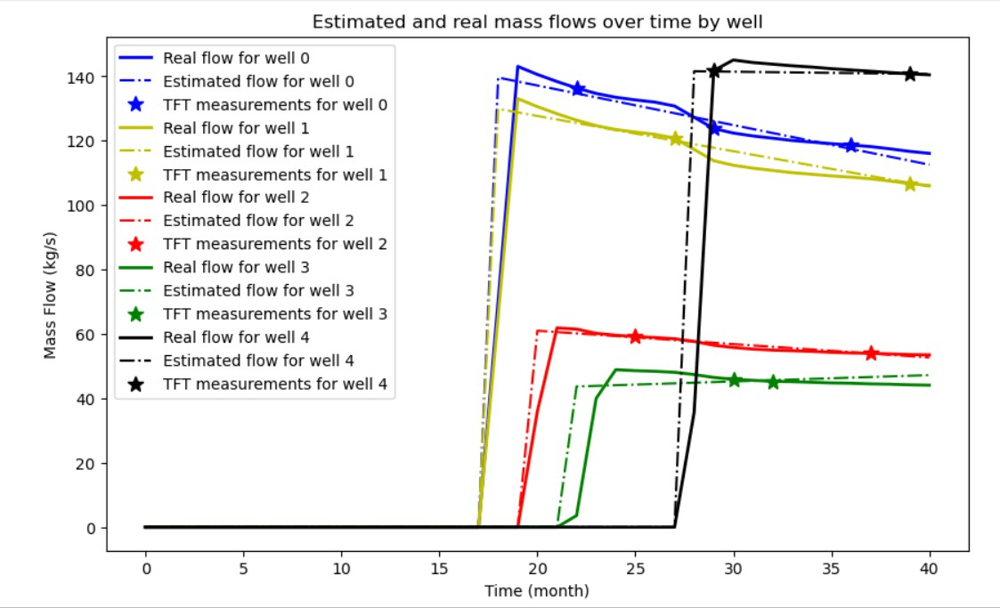 Estimated and real mass flows over time by well
Real flow for well 0
Estimated flow for well 0
TFT measurements for well 0
Real flow for well 1
Estimated flow for well 1
TFT measurements for well 1
Real flow for well 2
Estimated flow for well 2
TFT measurements for well 2
Real flow for well 3
Estimated flow for well 3
TFT measurements for well 3
Real flow for well 4
Estimated flow for well 4
TFT measurements for well 4
Mass Flow (kg/s)
140
120
100
80
60
40
20
0
0 5 10 15 20 25 30 35 40
Time (month)